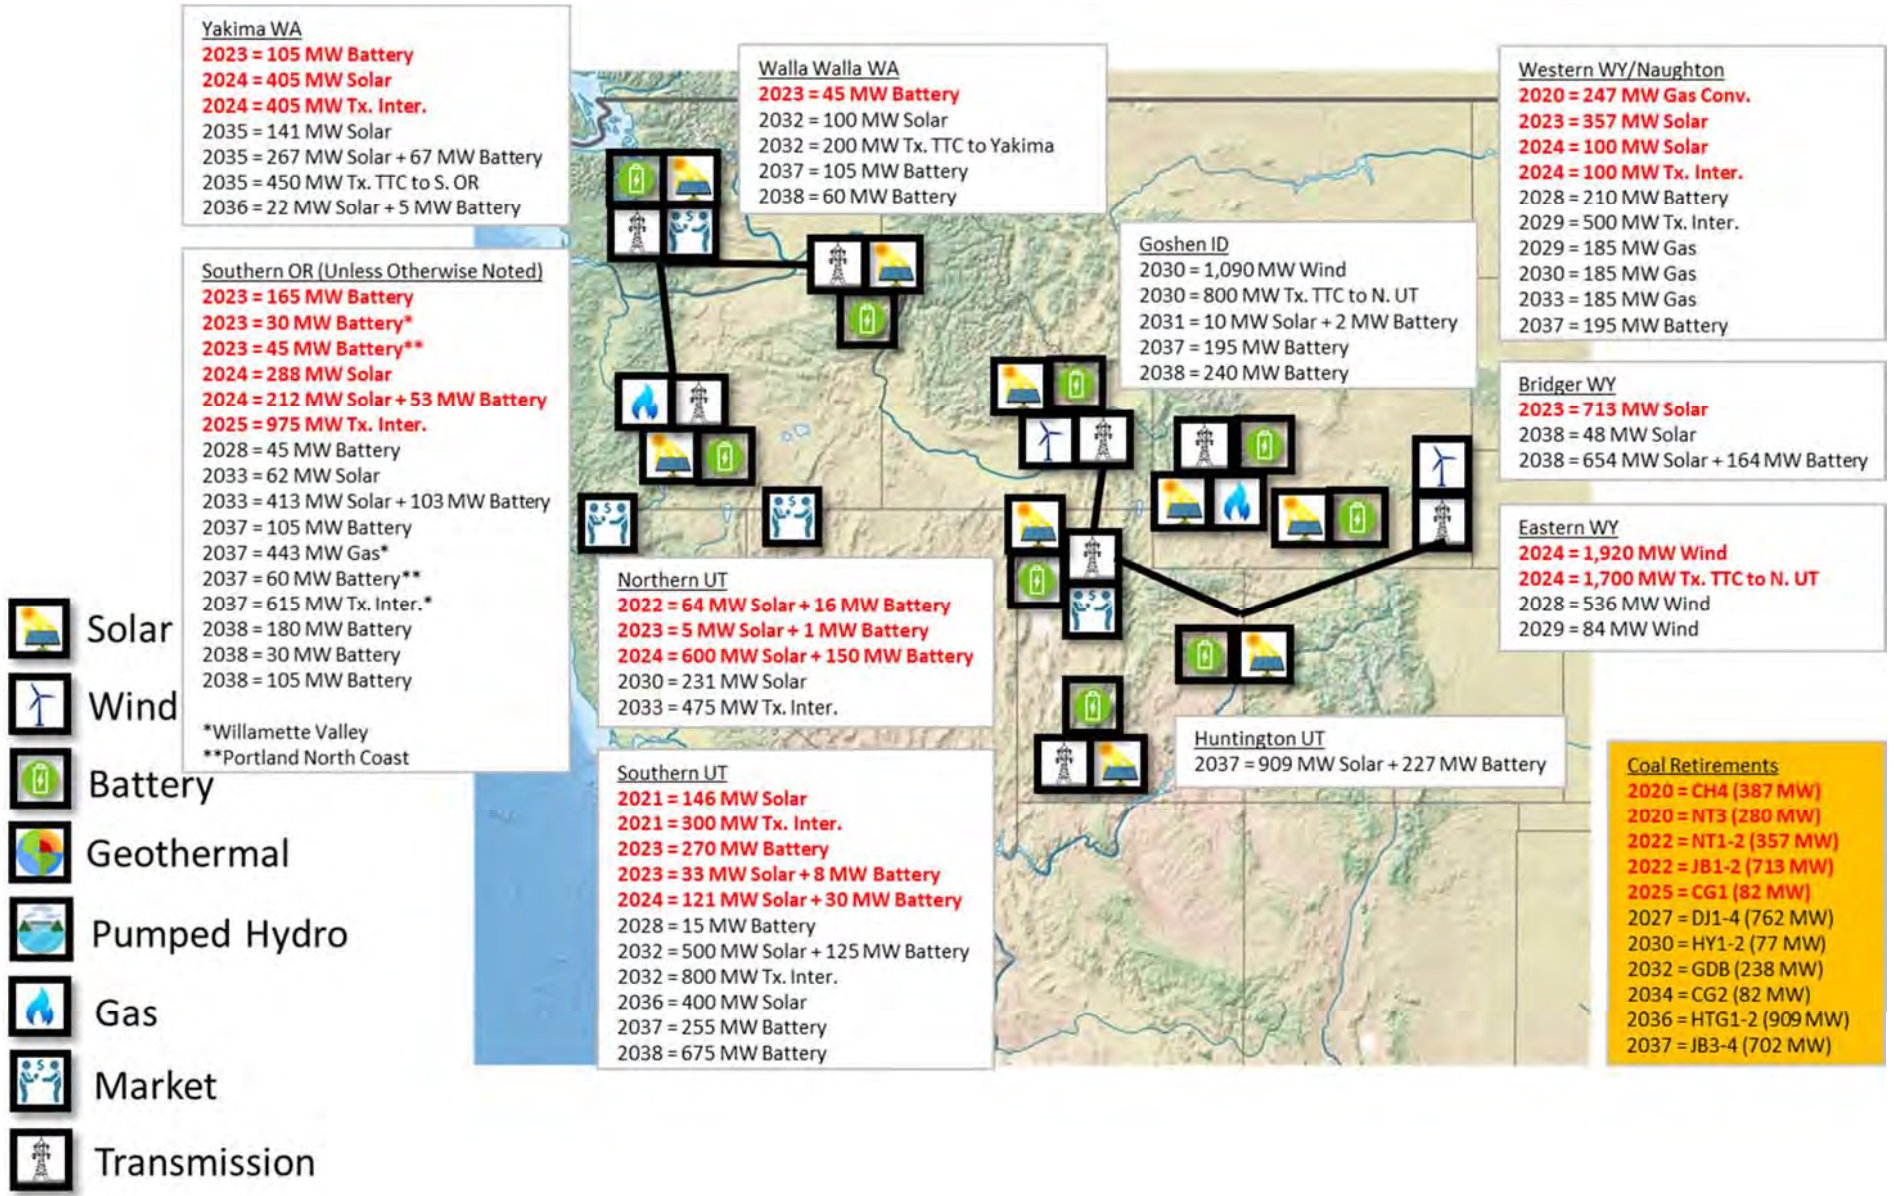 Yakima WA
2023 = 105 MW Battery
2024 = 405 MW Solar
2024 = 405 MW Tx. Inter.
2035 = 141 MW Solar
2035 = 267 MW Solar + 67 MW Battery
2035 = 450 MW Tx. TTC to S. OR
2036 = 22 MW Solar + 5 MW Battery
Walla Walla WA
2023 = 45 MW Battery
2032 = 100 MW Solar
2032 = 200 MW Tx. TTC to Yakima
2037 = 105 MW Battery
2038 = 60 MW Battery
Western WY/Naughton
2020 = 247 MW Gas Conv.
2023 = 357 MW Solar
2024 = 100 MW Solar
2024 = 100 MW Tx. Inter.
2028 = 210 MW Battery
2029 = 500 MW Tx. Inter.
2029 = 185 MW Gas
2030 = 185 MW Gas
2033 = 185 MW Gas
2037 = 195 MW Battery
Southern OR (Unless Otherwise Noted)
2023 = 165 MW Battery
2023 = 30 MW Battery*
2023 = 45 MW Battery**
2024 = 288 MW Solar
2024 = 212 MW Solar + 53 MW Battery
2025 = 975 MW Tx. Inter.
2028 = 45 MW Battery
2033 = 62 MW Solar
2033 = 413 MW Solar + 103 MW Battery
2037 = 105 MW Battery
2037 = 443 MW Gas*
2037 = 60 MW Battery**
2037 = 615 MW Tx. Inter.*
2038 = 180 MW Battery
2038 = 30 MW Battery
2038 = 105 MW Battery
*Willamette Valley
**Portland North Coast
Goshen ID
2030 = 1,090 MW Wind
2030 = 800 MW Tx. TTC to N. UT
2031 = 10 MW Solar + 2 MW Battery
2037 = 195 MW Battery
2038 = 240 MW Battery
Bridger WY
2023 = 713 MW Solar
2038 = 48 MW Solar
2038 = 654 MW Solar + 164 MW Battery
Eastern WY
2024 = 1,920 MW Wind
2024 = 1,700 MW Tx. TTC to N. UT
2028 = 536 MW Wind
2029 = 84 MW Wind
Northern UT
2022 = 64 MW Solar + 16 MW Battery
2023 = 5 MW Solar + 1 MW Battery
2024 = 600 MW Solar + 150 MW Battery
2030 = 231 MW Solar
2033 = 475 MW Tx. Inter.
Southern UT
2021 = 146 MW Solar
2021 = 300 MW Tx. Inter.
2023 = 270 MW Battery
2023 = 33 MW Solar + 8 MW Battery
2024 = 121 MW Solar + 30 MW Battery
2028 = 15 MW Battery
2032 = 500 MW Solar + 125 MW Battery
2032 = 800 MW Tx. Inter.
2036 = 400 MW Solar
2037 = 255 MW Battery
2038 = 675 MW Battery
Huntington UT
2037 = 909 MW Solar + 227 MW Battery
Coal Retirements
2020 = CH4 (387 MW)
2020 = NT3 (280 MW)
2022 = NT1-2 (357 MW)
2022 = JB1-2 (713 MW)
2025 = CG1 (82 MW)
2027 = DJ1-4 (762 MW)
2030 = HY1-2 (77 MW)
2032 = GDB (238 MW)
2034 = CG2 (82 MW)
2036 = HTG1-2 (909 MW)
2037 = JB3-4 (702 MW)
Solar
Wind
Battery
Geothermal
Pumped Hydro
Gas
Market
Transmission